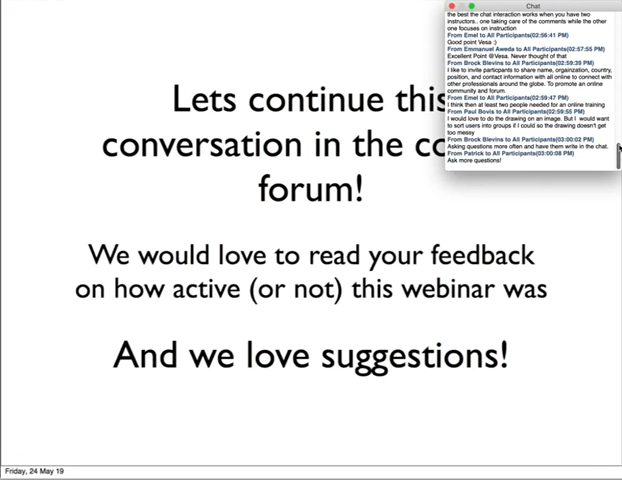 Lets continue this
conversation in the co
forum!
We would love to read your feedback
on how active (or not) this webinar was
And we love suggestions!
Friday, 24 May 19
Chat
the best the chat interaction works when you have two
instructors.. one taking care of the comments while the other
one focuses on instruction
From Emel to All Participants(02:56:41 PM)
Good point Vesa :)
From Emmanuel Aweda to All Participants(02:57:55 PM)
Excellent Point @Vesa, Never thought of that
From Brock Blevins to All Participants(02:59:39 PM)
I like to invite particpants to share name, orgainzation, country,
position, and contact information with all online to connect with
other professionals around the globe. To promote an online
community and forum.
From Emel to All Participants(02:59:47 PM)
I think then at least two people needed for an online training
From Paul Bovis to All Participants(02:59:55 PM)
I would love to do the drawing on an image. But I would want
to sort users into groups if I could so the drawing doesn't get
too messy
From Brock Blevins to All Participants(03:00:02 PM)
Asking questions more often and have them write in the chat.
From Patrick to All Participants(03:00:08 PM)
Ask more questions!